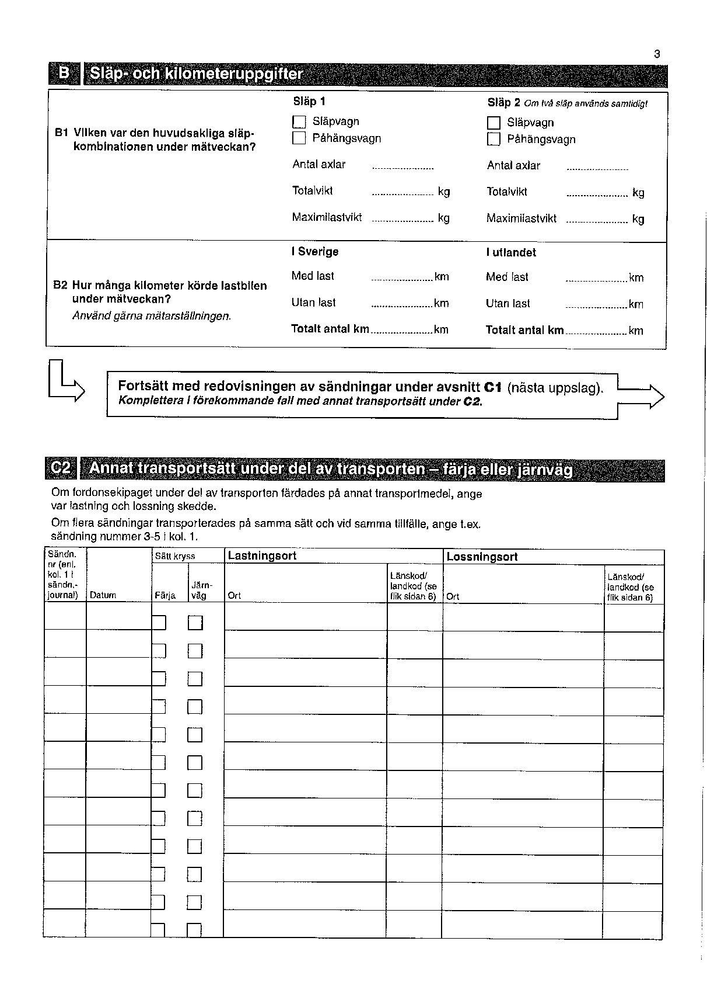 3
B Släp- och kilometeruppgifter
Släp 1
Släp 2 Om två släp används samtidigt
B1 Vilken var den huvudsakliga släp-
kombinationen under mätveckan?
Släpvagn
Påhängsvagn
Släpvagn
Påhängsvagn
Antal axlar ...................... Antal axlar ......................
Totalvikt ...................... kg Totalvikt ...................... kg
Maximilastvikt ...................... kg Maximilastvikt ...................... kg
I Sverige I utlandet
B2 Hur många kilometer körde lastbilen
under mätveckan?
Använd gärna mätarställningen.
Med last ...................... km Med last ...................... km
Utan last ...................... km Utan last ...................... km
Totalt antal km ...................... km Totalt antal km ...................... km
Fortsätt med redovisningen av sändningar under avsnitt C1 (nästa uppslag).
Komplettera i förekommande fall med annat transportsätt under C2.
C2 Annat transportsätt under del av transporten – färja eller järnväg
Om fordonsekipaget under del av transporten färdades på annat transportmedel, ange
var lastning och lossning skedde.
Om flera sändningar transporterades på samma sätt och vid samma tillfälle, ange t.ex.
sändning nummer 3-5 i kol. 1.
Sändn.
nr (enl.
kol. 1 i
sändn.-
journal)
Datum
Sätt kryss
Färja
Järn-
väg
Lastningsort
Ort
Länskod/
landkod (se
flik sidan 6)
Lossningsort
Ort
Länskod/
landkod (se
flik sidan 6)